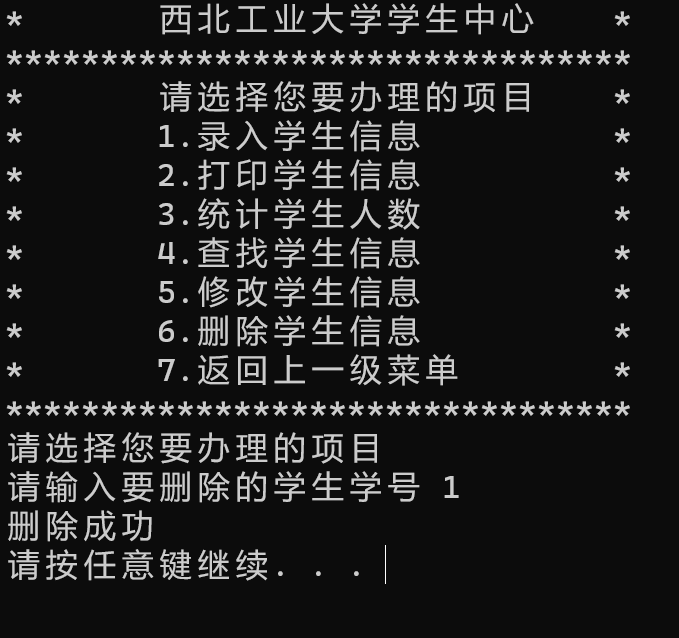 * 西北工业大学学生中心 *
*********************************
* 请选择您要办理的项目 *
* 1.录入学生信息 *
* 2.打印学生信息 *
* 3.统计学生人数 *
* 4.查找学生信息 *
* 5.修改学生信息 *
* 6.删除学生信息 *
* 7.返回上一级菜单 *
*********************************
请选择您要办理的项目
请输入要删除的学生学号 1
删除成功
请按任意键继续. . .